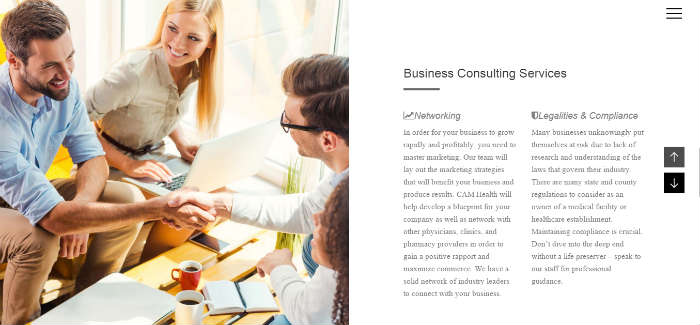 Business Consulting Services
Networking
In order for your business to grow
rapidly and profitably, you need to
master marketing. Our team will
lay out the marketing strategies
that will benefit your business and
produce results. CAM Health will
help develop a blueprint for your
company as well as network with
other physicians, clinics, and
pharmacy providers in order to
gain a positive rapport and
maximize commerce. We have a
solid network of industry leaders
to connect with your business.
Legalities & Compliance
Many businesses unknowingly put
themselves at risk due to lack of
research and understanding of the
laws that govern their industry.
There are many state and county
regulations to consider as an
owner of a medical facility or
healthcare establishment.
Maintaining compliance is crucial.
Don't dive into the deep end
without a life preserver – speak to
our staff for professional
guidance.